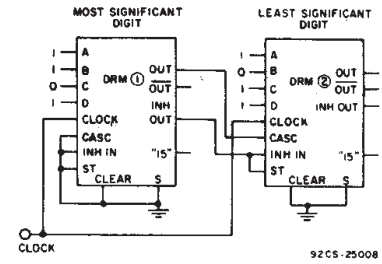 MOST SIGNIFICANT
DIGIT
LEAST SIGNIFICANT
DIGIT
1 A
1 B
0 C
1 D
CLOCK
CASC
INH IN
ST
DRM ①
OUT
OUT
INH
OUT
"15"
CLEAR S
1 A
0 B
1 C
1 D
CLOCK
CASC
INH IN
ST
DRM ②
OUT
OUT
INH OUT
"15"
CLEAR S
CLOCK
92CS-25008